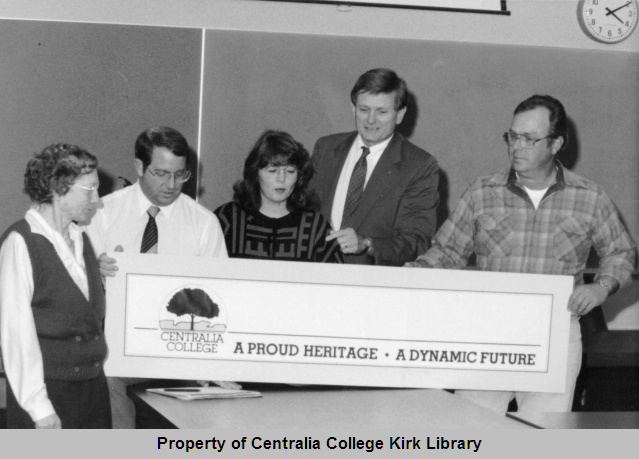 CENTRALIA
COLLEGE
A PROUD HERITAGE • A DYNAMIC FUTURE
Property of Centralia College Kirk Library